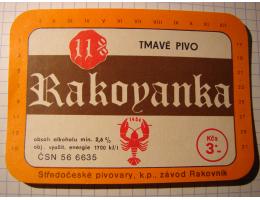 11%
TMAVÉ PIVO
Rakovanka
1454
obsah alkoholu min. 3,6 %
obj. využit. energie 1700 kJ/l
ČSN 56 6635
Kčs
3,-
Středočeské pivovary, k.p., závod Rakovník